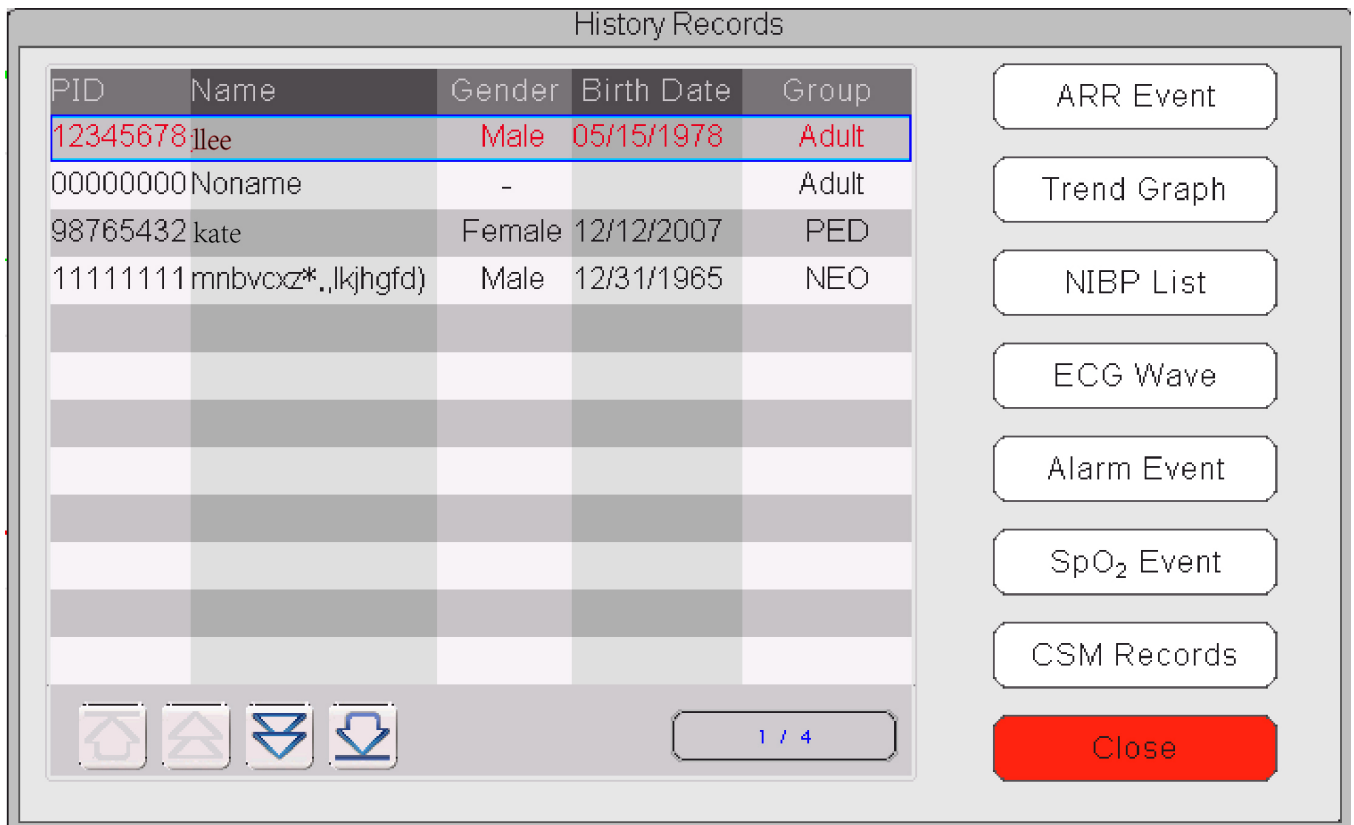 History Records
PID Name Gender Birth Date Group
12345678 llee Male 05/15/1978 Adult
00000000 Noname - Adult
98765432 kate Female 12/12/2007 PED
11111111 mnbvcxz*.,lkjhgfd) Male 12/31/1965 NEO
1 / 4
ARR Event
Trend Graph
NIBP List
ECG Wave
Alarm Event
SpO₂ Event
CSM Records
Close